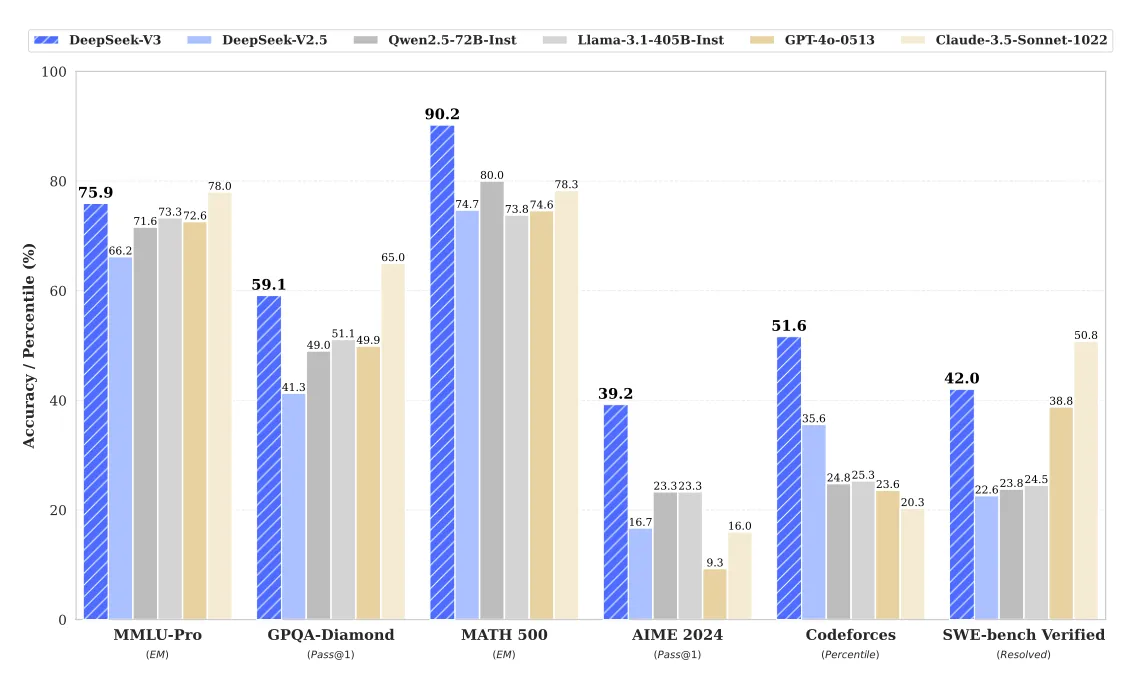 DeepSeek-V3 DeepSeek-V2.5 Qwen2.5-72B-Inst Llama-3.1-405B-Inst GPT-4o-0513 Claude-3.5-Sonnet-1022
Accuracy / Percentile (%)
100
80
60
40
20
0
75.9 66.2 71.6 73.3 72.6 78.0
59.1 41.3 49.0 51.1 49.9 65.0
90.2 74.7 80.0 73.8 74.6 78.3
39.2 16.7 23.3 23.3 9.3 16.0
51.6 35.6 24.8 25.3 23.6 20.3
42.0 22.6 23.8 24.5 38.8 50.8
MMLU-Pro GPQA-Diamond MATH 500 AIME 2024 Codeforces SWE-bench Verified
(EM) (Pass@1) (EM) (Pass@1) (Percentile) (Resolved)